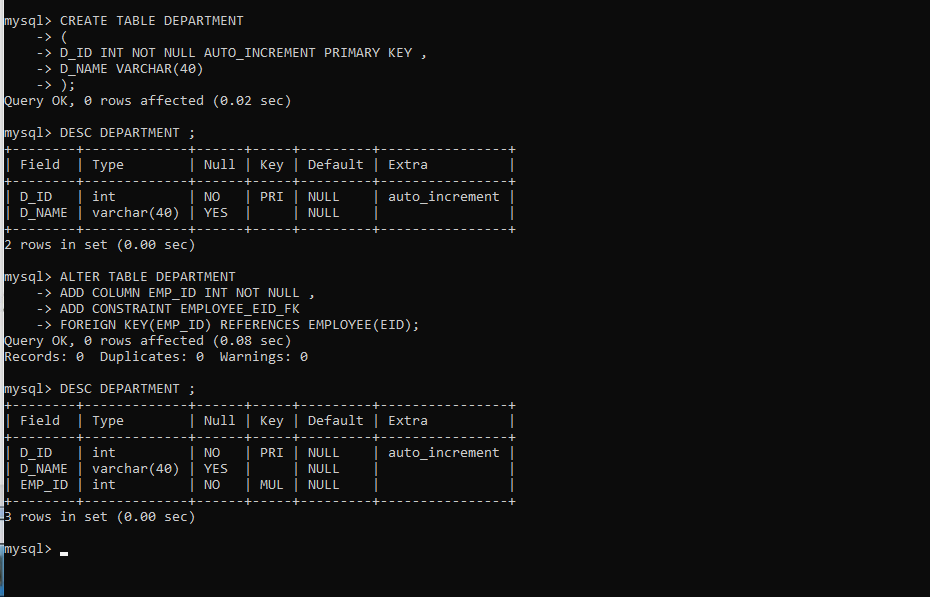 mysql> CREATE TABLE DEPARTMENT
    -> (
    -> D_ID INT NOT NULL AUTO_INCREMENT PRIMARY KEY ,
    -> D_NAME VARCHAR(40)
    -> );
Query OK, 0 rows affected (0.02 sec)

mysql> DESC DEPARTMENT ;
+--------+-------------+------+-----+---------+----------------+
| Field  | Type        | Null | Key | Default | Extra          |
+--------+-------------+------+-----+---------+----------------+
| D_ID   | int         | NO   | PRI | NULL    | auto_increment |
| D_NAME | varchar(40) | YES  |     | NULL    |                |
+--------+-------------+------+-----+---------+----------------+
2 rows in set (0.00 sec)

mysql> ALTER TABLE DEPARTMENT
    -> ADD COLUMN EMP_ID INT NOT NULL ,
    -> ADD CONSTRAINT EMPLOYEE_EID_FK
    -> FOREIGN KEY(EMP_ID) REFERENCES EMPLOYEE(EID);
Query OK, 0 rows affected (0.08 sec)
Records: 0  Duplicates: 0  Warnings: 0

mysql> DESC DEPARTMENT ;
+--------+-------------+------+-----+---------+----------------+
| Field  | Type        | Null | Key | Default | Extra          |
+--------+-------------+------+-----+---------+----------------+
| D_ID   | int         | NO   | PRI | NULL    | auto_increment |
| D_NAME | varchar(40) | YES  |     | NULL    |                |
| EMP_ID | int         | NO   | MUL | NULL    |                |
+--------+-------------+------+-----+---------+----------------+
3 rows in set (0.00 sec)

mysql> _